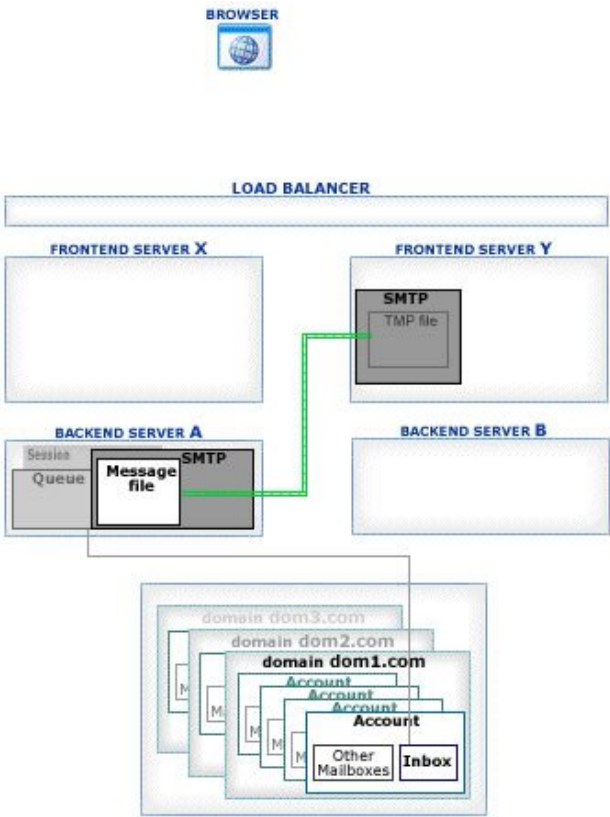 BROWSER
LOAD BALANCER
FRONTEND SERVER X
FRONTEND SERVER Y
SMTP
TMP file
BACKEND SERVER A
BACKEND SERVER B
Session
SMTP
Queue
Message
file
domain dom3.com
domain dom2.com
domain dom1.com
Account
Account
Account
Account
M
M
M
M
M
Other
Mailboxes
Inbox